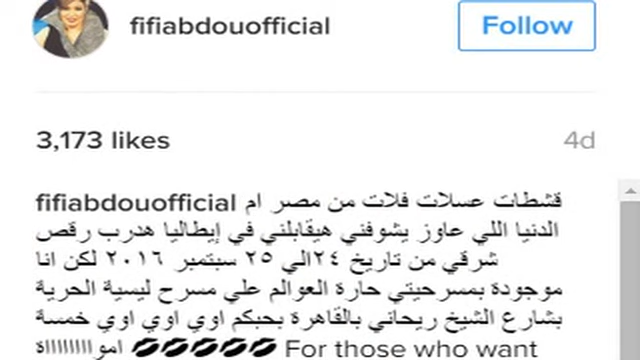 fifiabdouofficial
Follow
3,173 likes
4d
fifiabdouofficial قشطات عسلات فلات من مصر ام
الدنيا اللي عاوز يشوفني هيقابلني في إيطاليا هدرب رقص
شرقي من تاريخ ٢٤الي ٢٥ سبتمبر ٢٠١٦ لكن انا
موجودة بمسرحيتي حارة العوالم علي مسرح ليسية الحرية
بشارع الشيخ ريحاني بالقاهرة بحبكم اوي اوي اوي خمسة
امواااااااااة 💋💋💋💋💋 For those who want